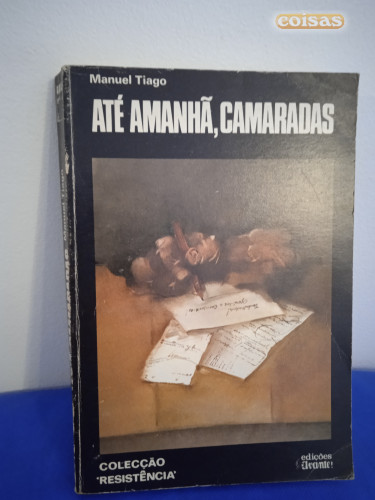 coisas
Manuel Tiago
ATÉ AMANHÃ, CAMARADAS
COLECÇÃO
'RESISTÊNCIA'
edições
Avante!